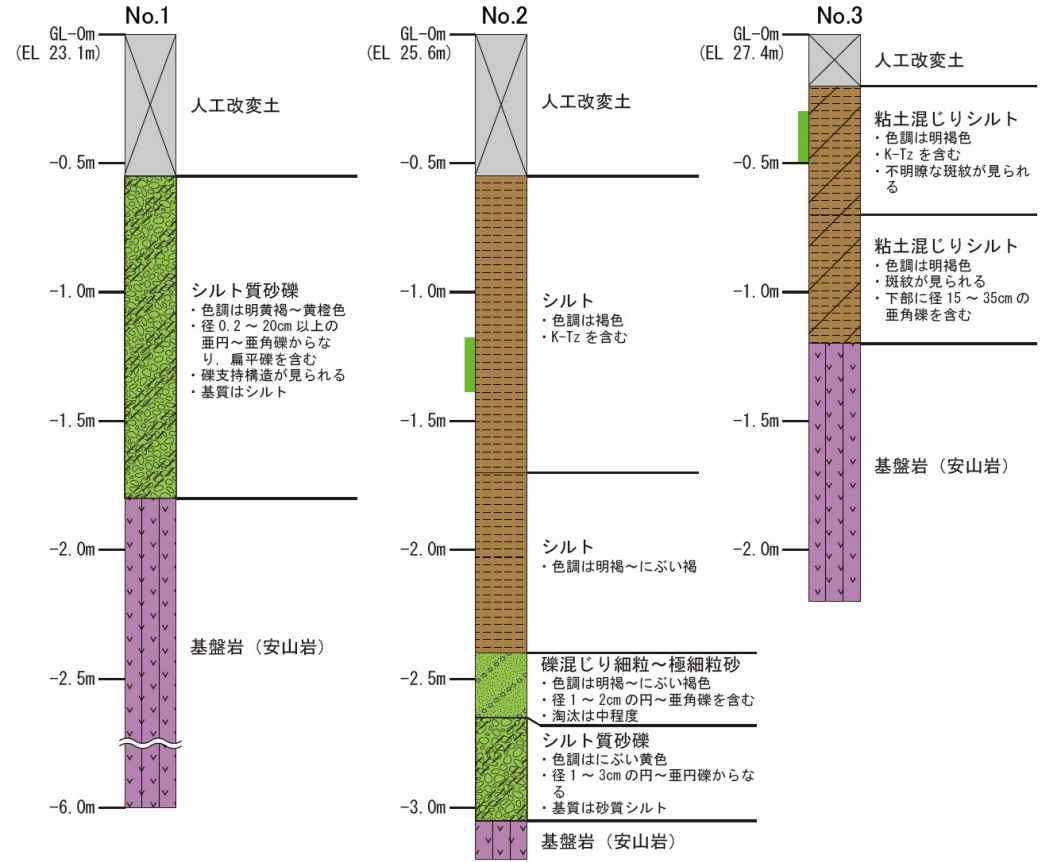 No.1
GL-0m
(EL 23.1m)
-0.5m
-1.0m
-1.5m
-2.0m
-2.5m
-6.0m
人工改変土
シルト質砂礫
・色調は明黄褐～黄橙色
・径 0.2 ～ 20cm 以上の
亜円～亜角礫からな
り，扁平礫を含む
・礫支持構造が見られる
・基質はシルト
基盤岩（安山岩）
No.2
GL-0m
(EL 25.6m)
-0.5m
-1.0m
-1.5m
-2.0m
-2.5m
-3.0m
人工改変土
シルト
・色調は褐色
・K-Tz を含む
シルト
・色調は明褐～にぶい褐
礫混じり細粒～極細粒砂
・色調は明褐～にぶい褐色
・径 1 ～ 2cm の円～亜角礫を含む
・淘汰は中程度
シルト質砂礫
・色調はにぶい黄色
・径 1 ～ 3cm の円～亜円礫からな
る
・基質は砂質シルト
基盤岩（安山岩）
No.3
GL-0m
(EL 27.4m)
-0.5m
-1.0m
-1.5m
-2.0m
人工改変土
粘土混じりシルト
・色調は明褐色
・K-Tz を含む
・不明瞭な斑紋が見られ
る
粘土混じりシルト
・色調は明褐色
・斑紋が見られる
・下部に径 15 ～ 35cm の
亜角礫を含む
基盤岩（安山岩）